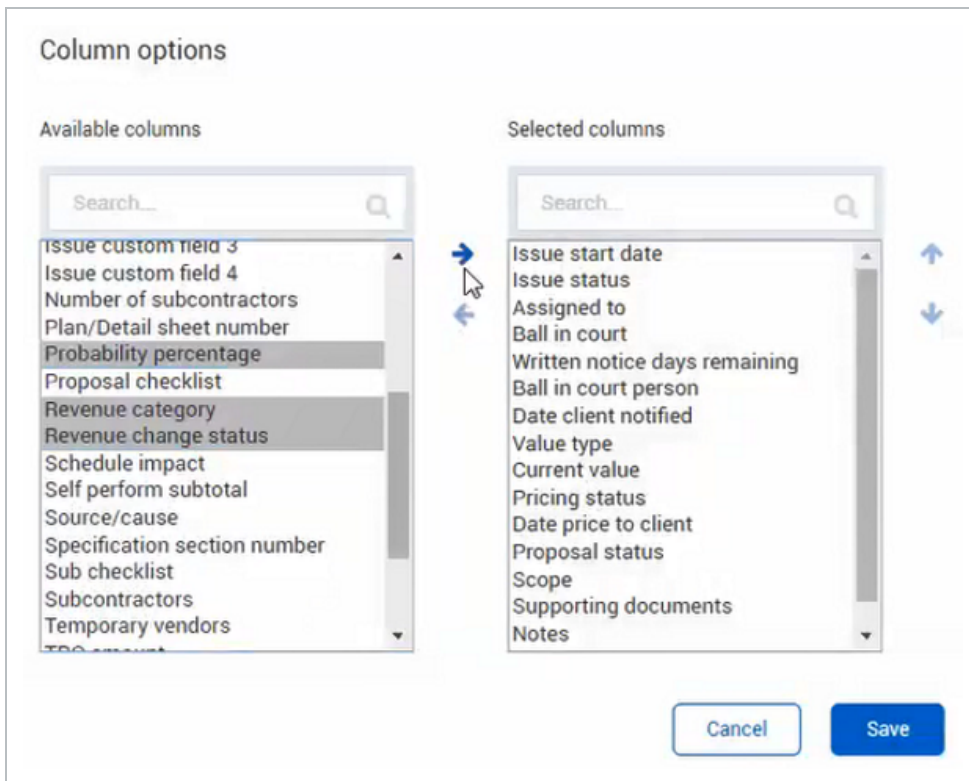 Column options
Available columns
Selected columns
Search...
Search...
Issue custom field 3
Issue custom field 4
Number of subcontractors
Plan/Detail sheet number
Probability percentage
Proposal checklist
Revenue category
Revenue change status
Schedule impact
Self perform subtotal
Source/cause
Specification section number
Sub checklist
Subcontractors
Temporary vendors
Issue start date
Issue status
Assigned to
Ball in court
Written notice days remaining
Ball in court person
Date client notified
Value type
Current value
Pricing status
Date price to client
Proposal status
Scope
Supporting documents
Notes
Cancel
Save